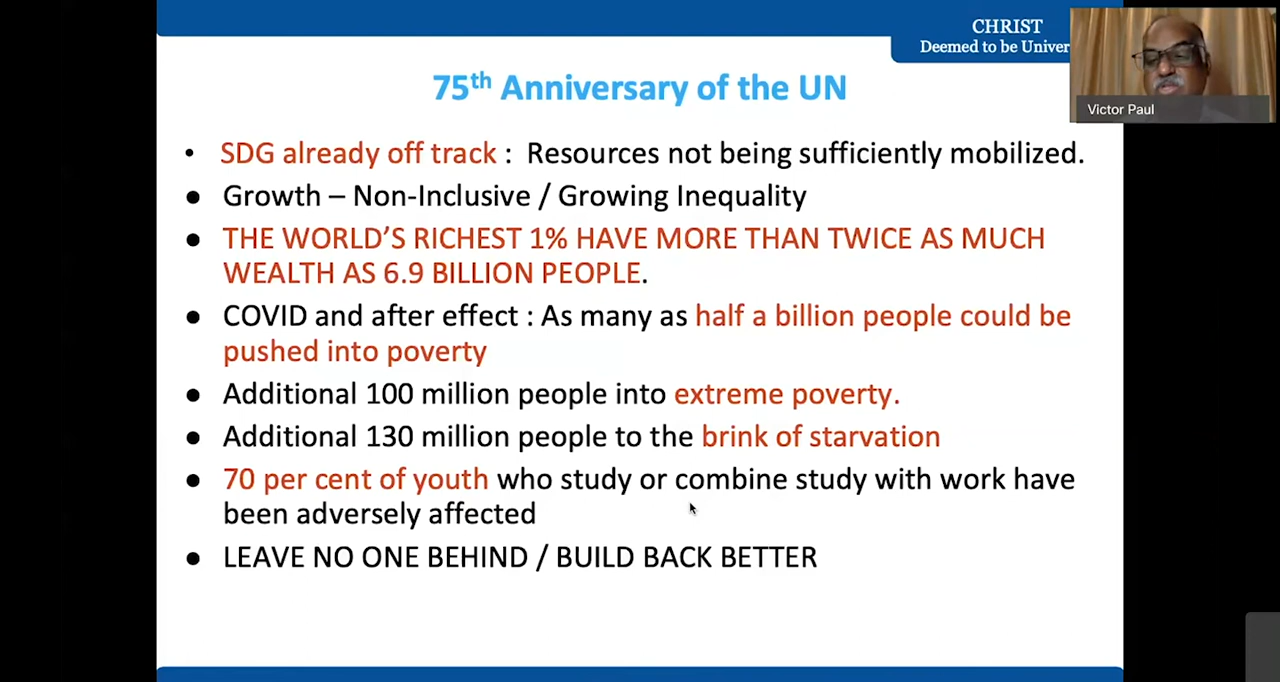 CHRIST
Deemed to be Univer
Victor Paul
75th Anniversary of the UN
• SDG already off track : Resources not being sufficiently mobilized.
● Growth – Non-Inclusive / Growing Inequality
● THE WORLD’S RICHEST 1% HAVE MORE THAN TWICE AS MUCH
WEALTH AS 6.9 BILLION PEOPLE.
● COVID and after effect : As many as half a billion people could be
pushed into poverty
● Additional 100 million people into extreme poverty.
● Additional 130 million people to the brink of starvation
● 70 per cent of youth who study or combine study with work have
been adversely affected
● LEAVE NO ONE BEHIND / BUILD BACK BETTER